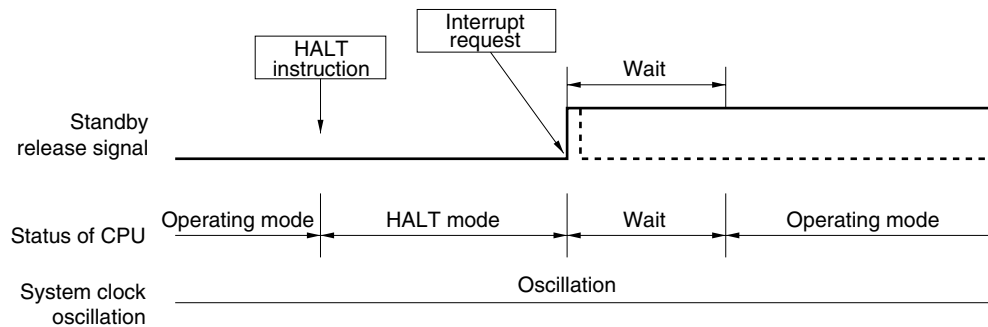 Interrupt
request
HALT
instruction
Wait
Standby
release signal
Operating mode
HALT mode
Wait
Operating mode
Status of CPU
Oscillation
System clock
oscillation